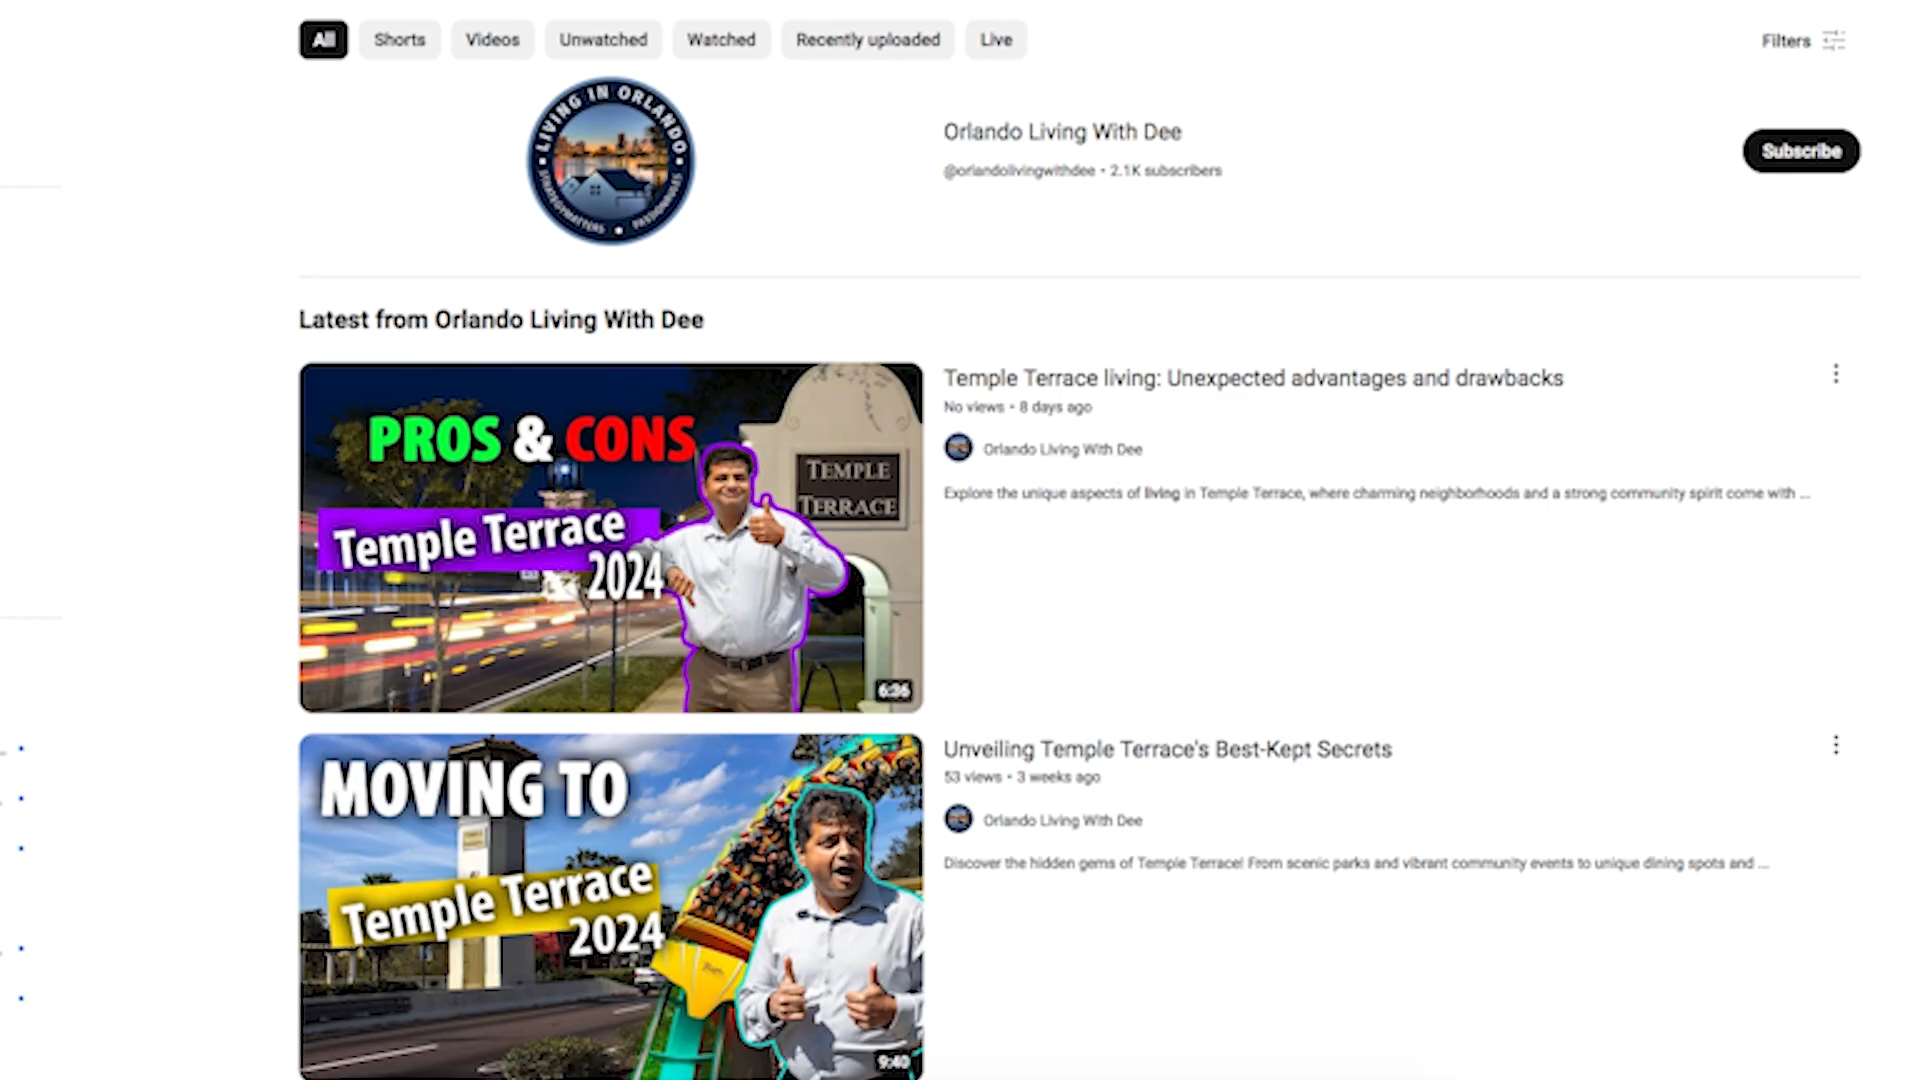 All
Shorts
Videos
Unwatched
Watched
Recently uploaded
Live
Filters
LIVING IN ORLANDO
STRATEGY MATTERS • PASSION RULES
Orlando Living With Dee
@orlandolivingwithdee • 2.1K subscribers
Subscribe
Latest from Orlando Living With Dee
PROS & CONS
Temple Terrace
2024
TEMPLE
TERRACE
6:36
Temple Terrace living: Unexpected advantages and drawbacks
No views • 8 days ago
Orlando Living With Dee
Explore the unique aspects of living in Temple Terrace, where charming neighborhoods and a strong community spirit come with ...
MOVING TO
Temple Terrace
2024
9:40
Unveiling Temple Terrace's Best-Kept Secrets
53 views • 3 weeks ago
Orlando Living With Dee
Discover the hidden gems of Temple Terrace! From scenic parks and vibrant community events to unique dining spots and ...